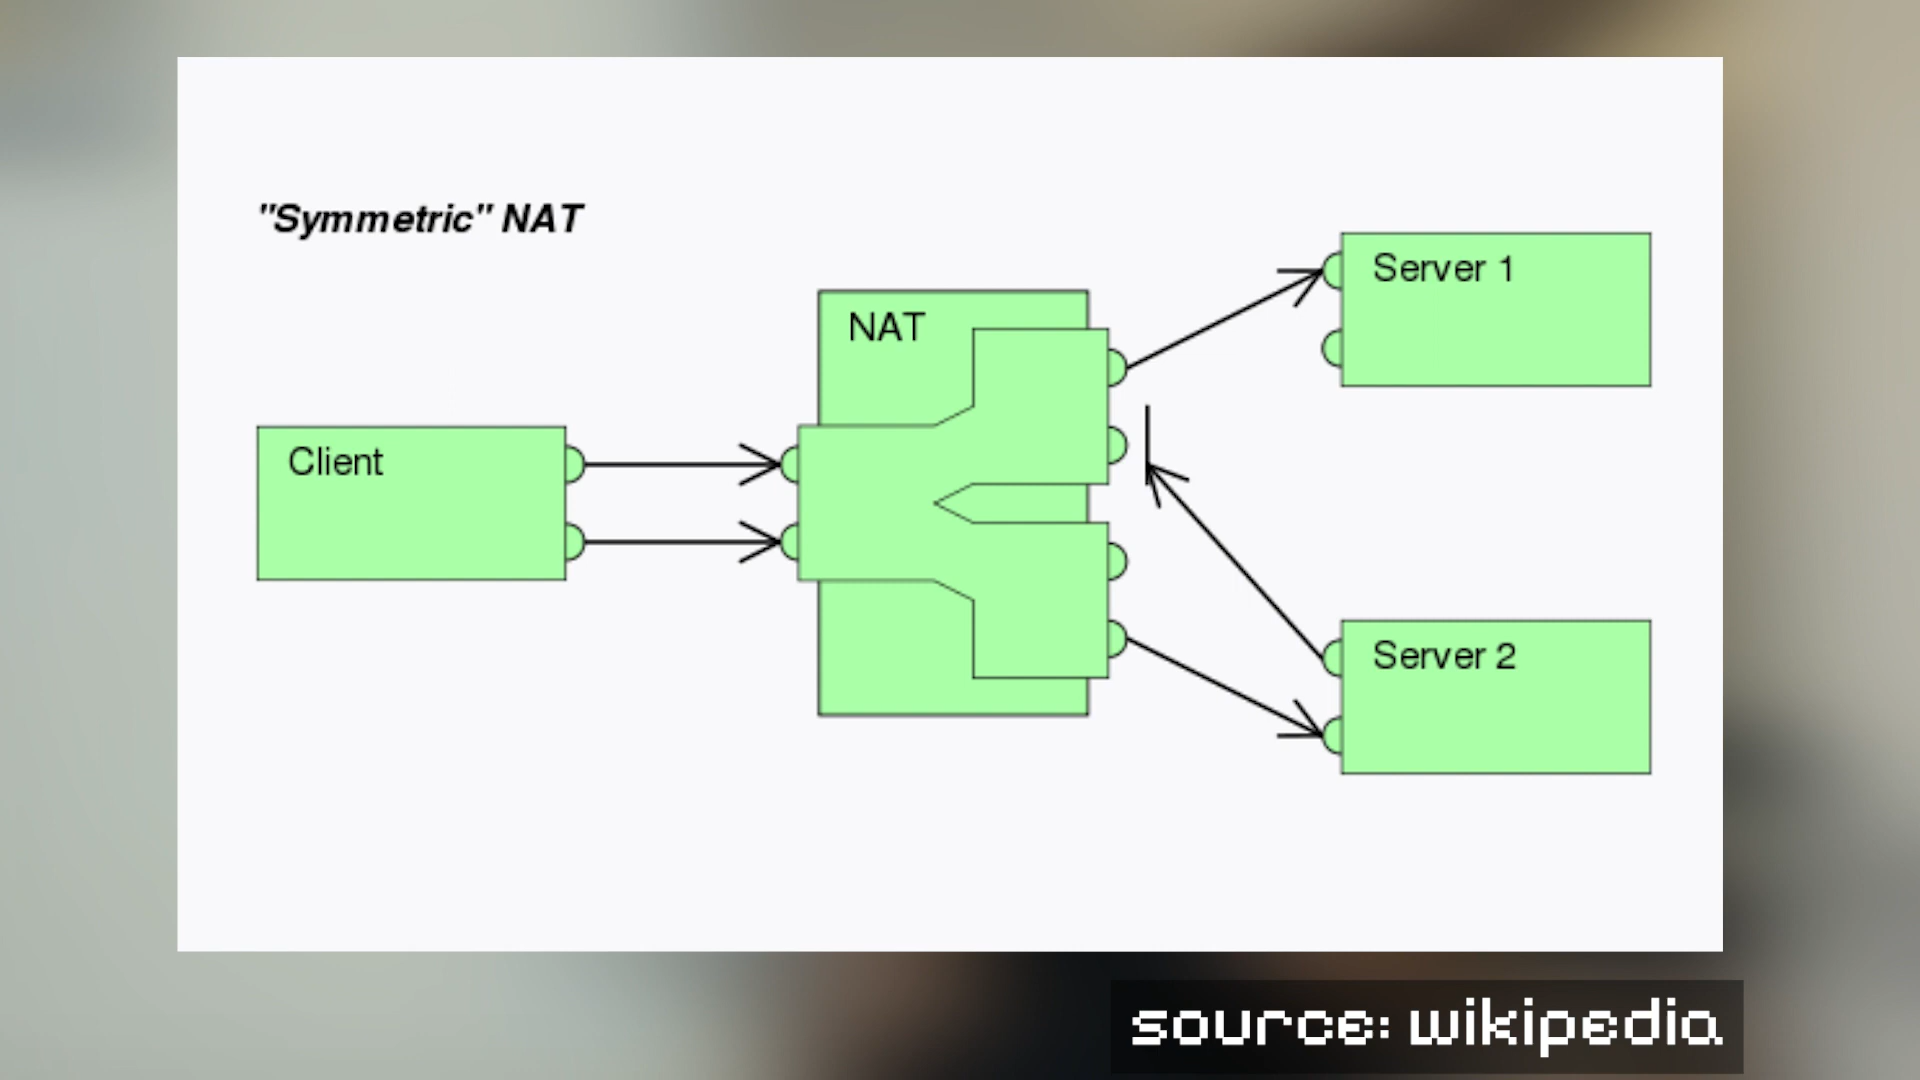 "Symmetric" NAT
Server 1
NAT
Client
Server 2
source: wikipedia